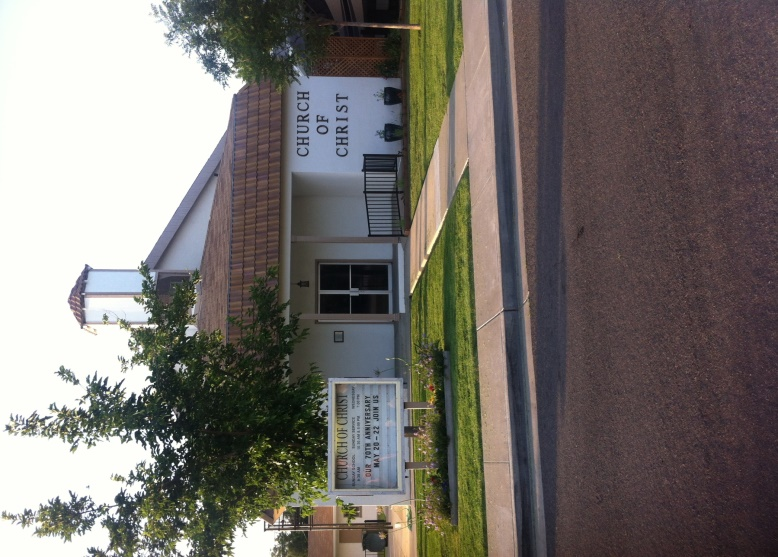 CHURCH
OF
CHRIST
CHURCH OF CHRIST
OUR 70TH ANNIVERSARY
MAY 20-22 JOIN US